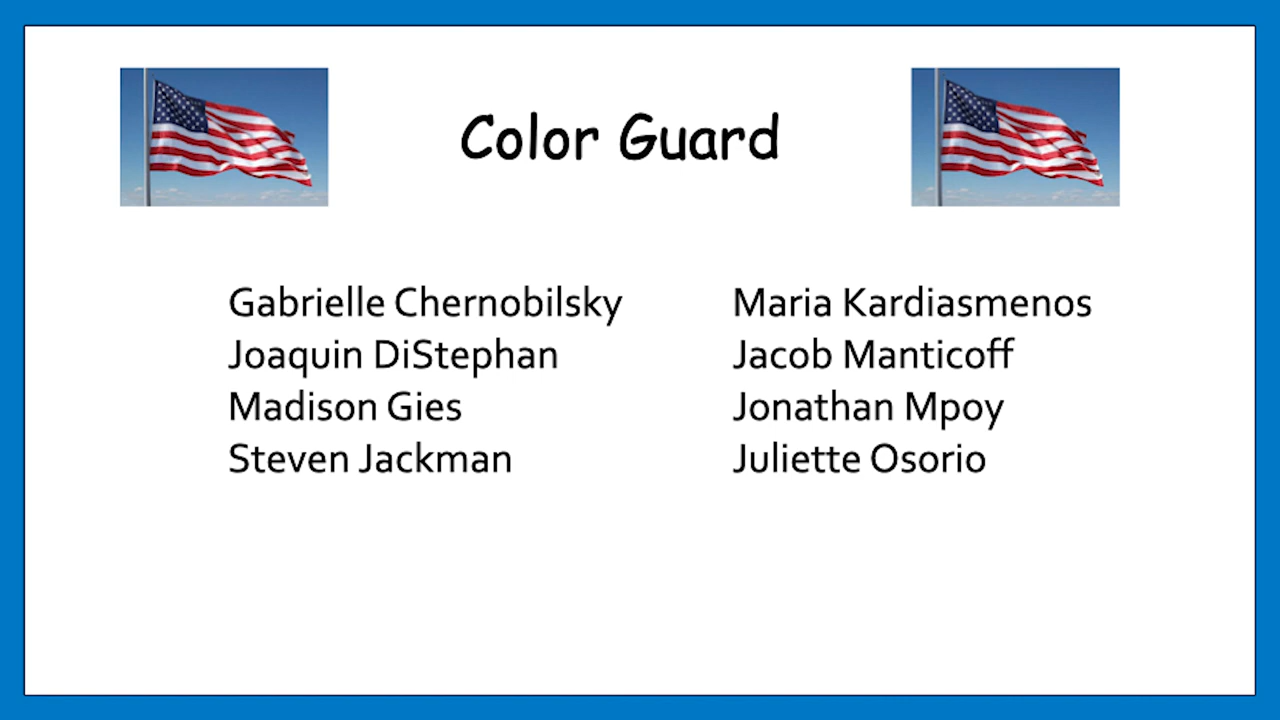 Color Guard
Gabrielle Chernobilsky
Joaquin DiStephan
Madison Gies
Steven Jackman
Maria Kardiasmenos
Jacob Manticoff
Jonathan Mpoy
Juliette Osorio